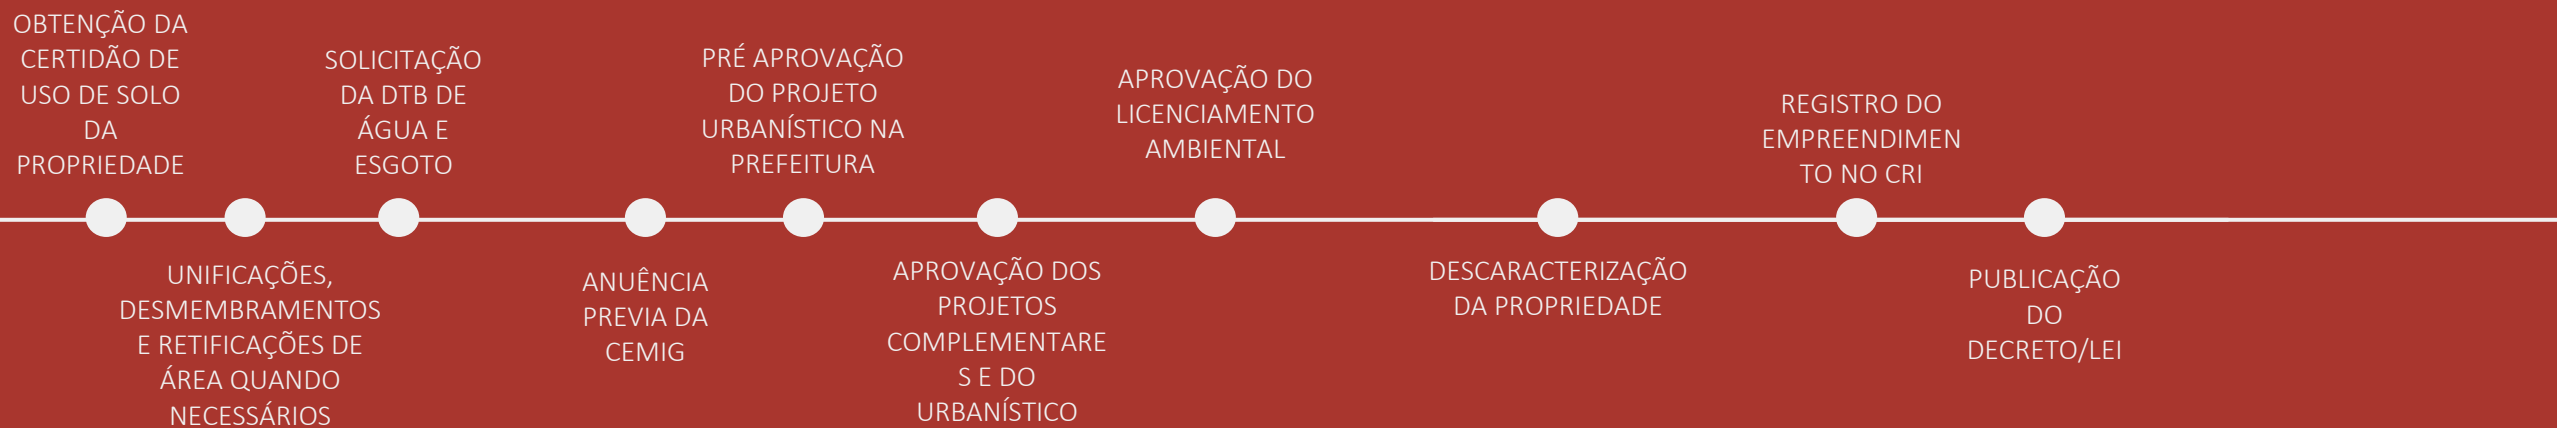 OBTENÇÃO DA
CERTIDÃO DE
USO DE SOLO
DA
PROPRIEDADE
UNIFICAÇÕES,
DESMEMBRAMENTOS
E RETIFICAÇÕES DE
ÁREA QUANDO
NECESSÁRIOS
SOLICITAÇÃO
DA DTB DE
ÁGUA E
ESGOTO
ANUÊNCIA
PREVIA DA
CEMIG
PRÉ APROVAÇÃO
DO PROJETO
URBANÍSTICO NA
PREFEITURA
APROVAÇÃO DOS
PROJETOS
COMPLEMENTARE
S E DO
URBANÍSTICO
APROVAÇÃO DO
LICENCIAMENTO
AMBIENTAL
DESCARACTERIZAÇÃO
DA PROPRIEDADE
REGISTRO DO
EMPREENDIMEN
TO NO CRI
PUBLICAÇÃO
DO
DECRETO/LEI